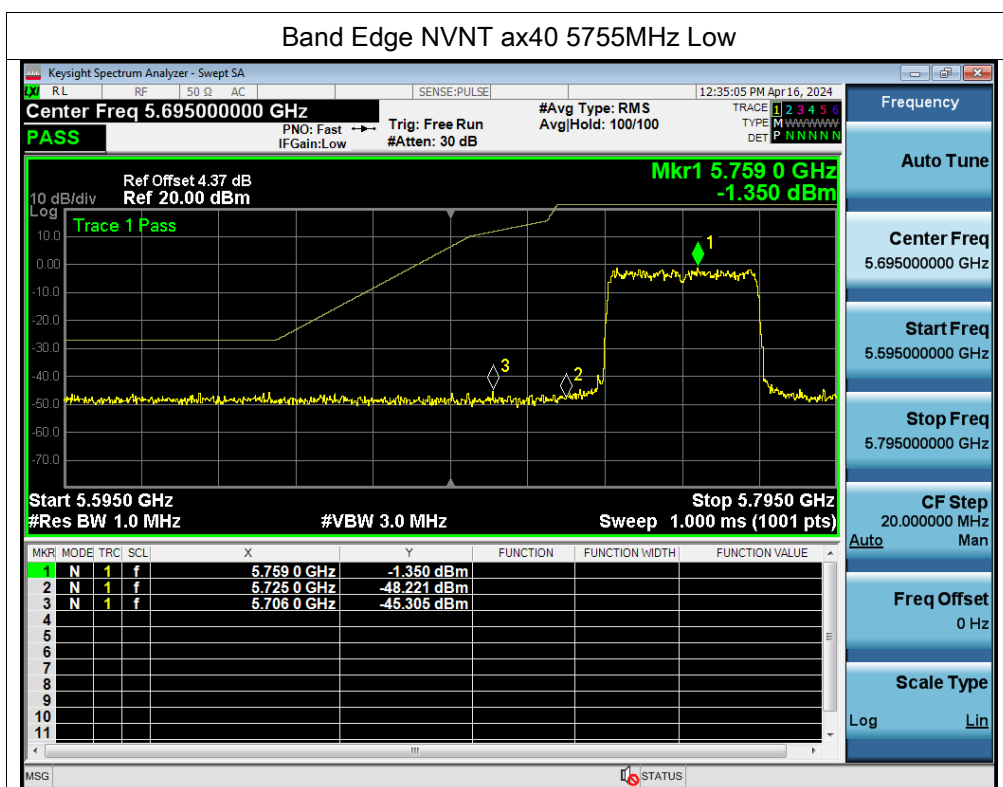 Band Edge NVNT ax40 5755MHz Low
Keysight Spectrum Analyzer - Swept SA
LXI RL RF 50 Ω AC SENSE:PULSE 12:35:05 PM Apr 16, 2024
Center Freq 5.695000000 GHz #Avg Type: RMS TRACE 1 2 3 4 5 6
PASS PNO: Fast Trig: Free Run Avg|Hold: 100/100 TYPE M WWWWW
IFGain:Low #Atten: 30 dB DET P N N N N N
Mkr1 5.759 0 GHz
-1.350 dBm
Ref Offset 4.37 dB
10 dB/div Ref 20.00 dBm
Log
Trace 1 Pass
10.0
0.00
-10.0
-20.0
-30.0
-40.0
-50.0
-60.0
-70.0
1
3
2
Start 5.5950 GHz Stop 5.7950 GHz
#Res BW 1.0 MHz #VBW 3.0 MHz Sweep 1.000 ms (1001 pts)
MKR MODE TRC SCL X Y FUNCTION FUNCTION WIDTH FUNCTION VALUE
1 N 1 f 5.759 0 GHz -1.350 dBm
2 N 1 f 5.725 0 GHz -48.221 dBm
3 N 1 f 5.706 0 GHz -45.305 dBm
4
5
6
7
8
9
10
11
MSG STATUS
Frequency
Auto Tune
Center Freq
5.695000000 GHz
Start Freq
5.595000000 GHz
Stop Freq
5.795000000 GHz
CF Step
20.000000 MHz
Auto Man
Freq Offset
0 Hz
Scale Type
Log Lin